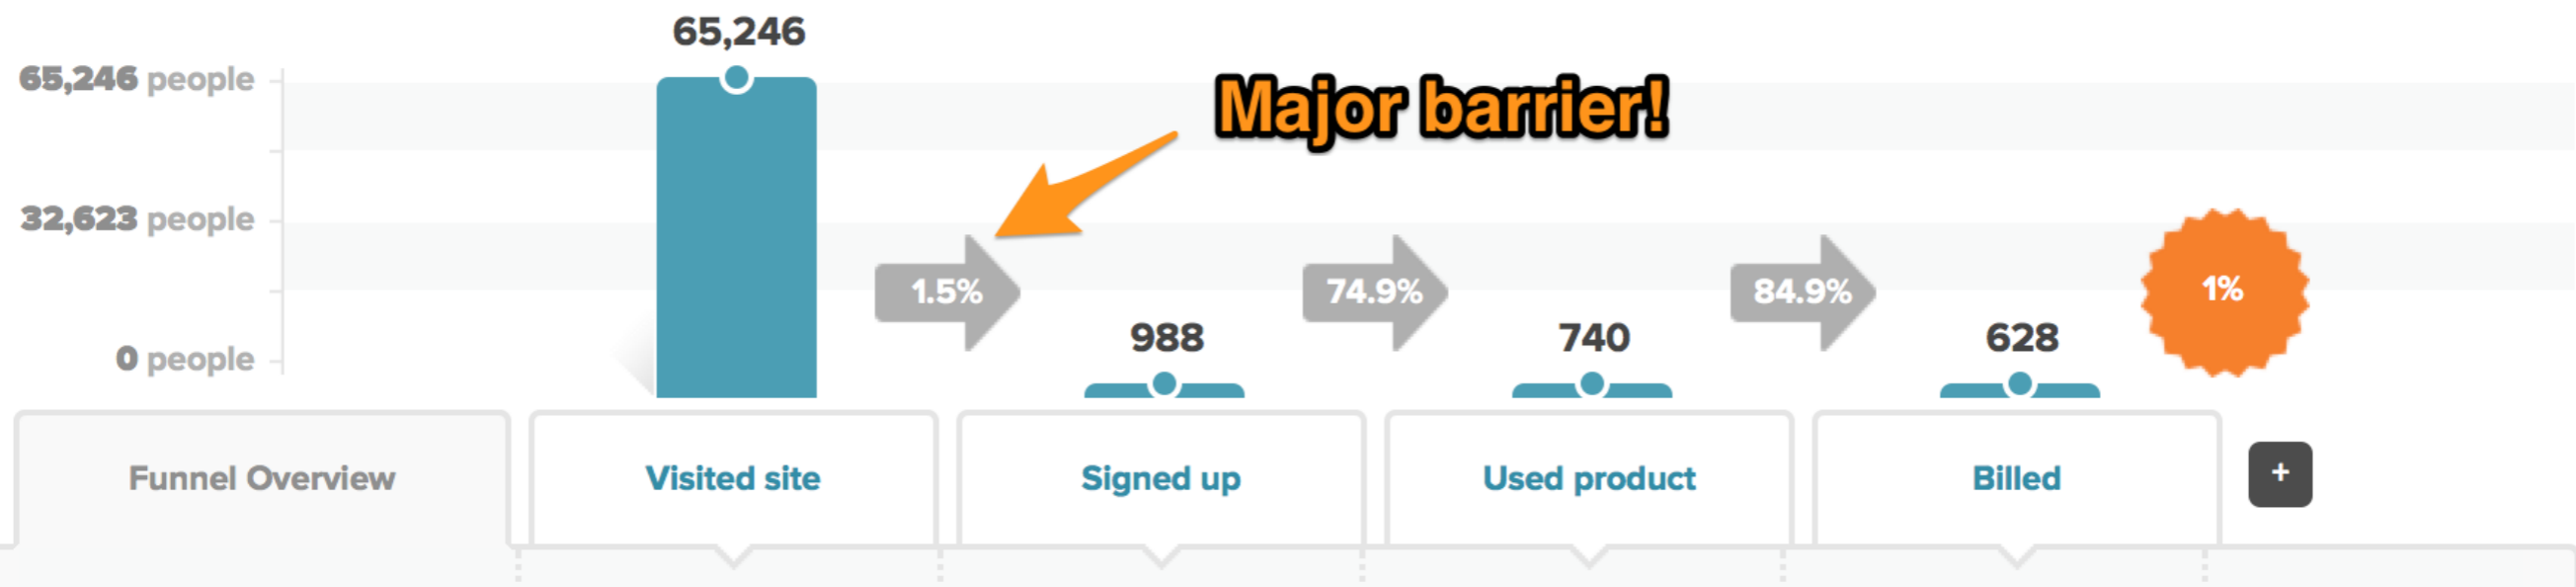 65,246
65,246 people
Major barrier!
32,623 people
1.5%
74.9%
84.9%
1%
988
740
628
0 people
Funnel Overview
Visited site
Signed up
Used product
Billed
+